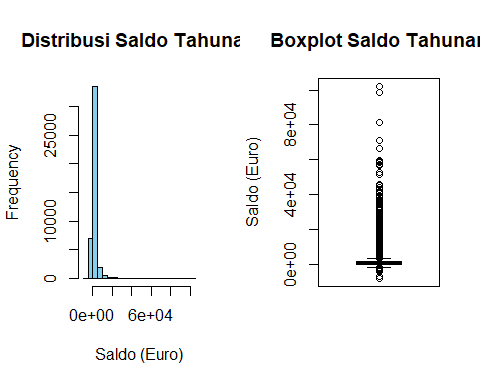 Distribusi Saldo Tahuna
Frequency
0
10000
25000
0e+00
6e+04
Saldo (Euro)
Boxplot Saldo Tahunan
Saldo (Euro)
0e+00
4e+04
8e+04